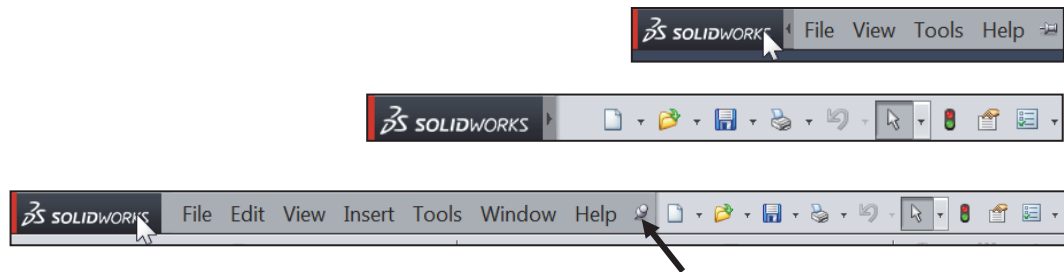 SOLIDWORKS File View Tools Help
SOLIDWORKS
SOLIDWORKS File Edit View Insert Tools Window Help